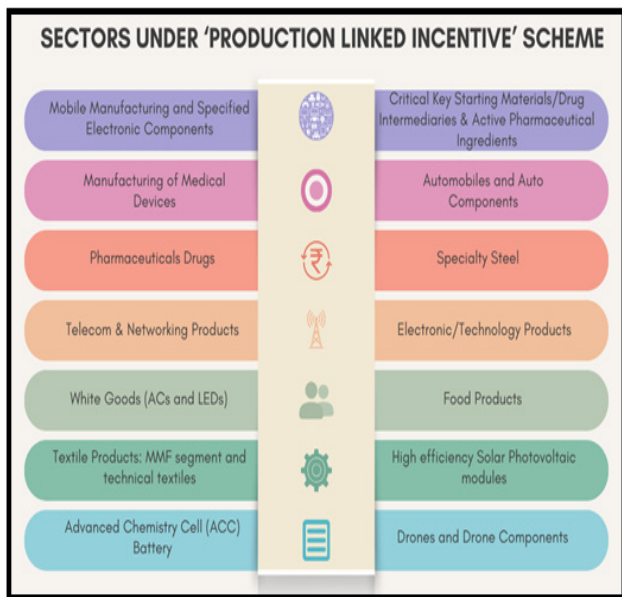 SECTORS UNDER ‘PRODUCTION LINKED INCENTIVE’ SCHEME
Mobile Manufacturing and Specified
Electronic Components
Critical Key Starting Materials/Drug
Intermediaries & Active Pharmaceutical
Ingredients
Manufacturing of Medical
Devices
Automobiles and Auto
Components
Pharmaceuticals Drugs
₹
Specialty Steel
Telecom & Networking Products
Electronic/Technology Products
White Goods (ACs and LEDs)
Food Products
Textile Products: MMF segment and
technical textiles
High efficiency Solar Photovoltaic
modules
Advanced Chemistry Cell (ACC)
Battery
Drones and Drone Components